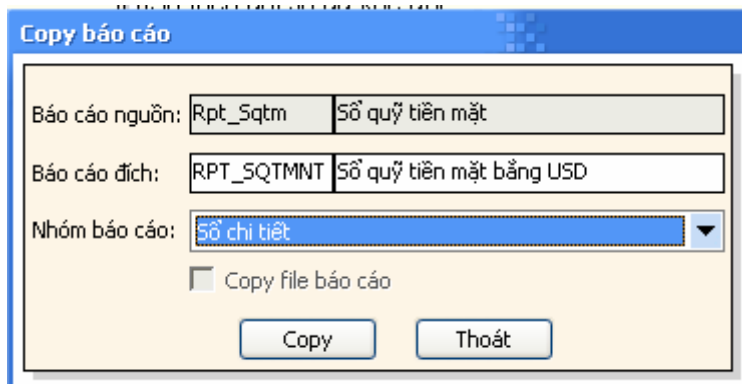 Copy báo cáo
Báo cáo nguồn: Rpt_Sqtm Sổ quỹ tiền mặt
Báo cáo đích: RPT_SQTMNT Sổ quỹ tiền mặt bằng USD
Nhóm báo cáo: Sổ chi tiết
Copy file báo cáo
Copy Thoát